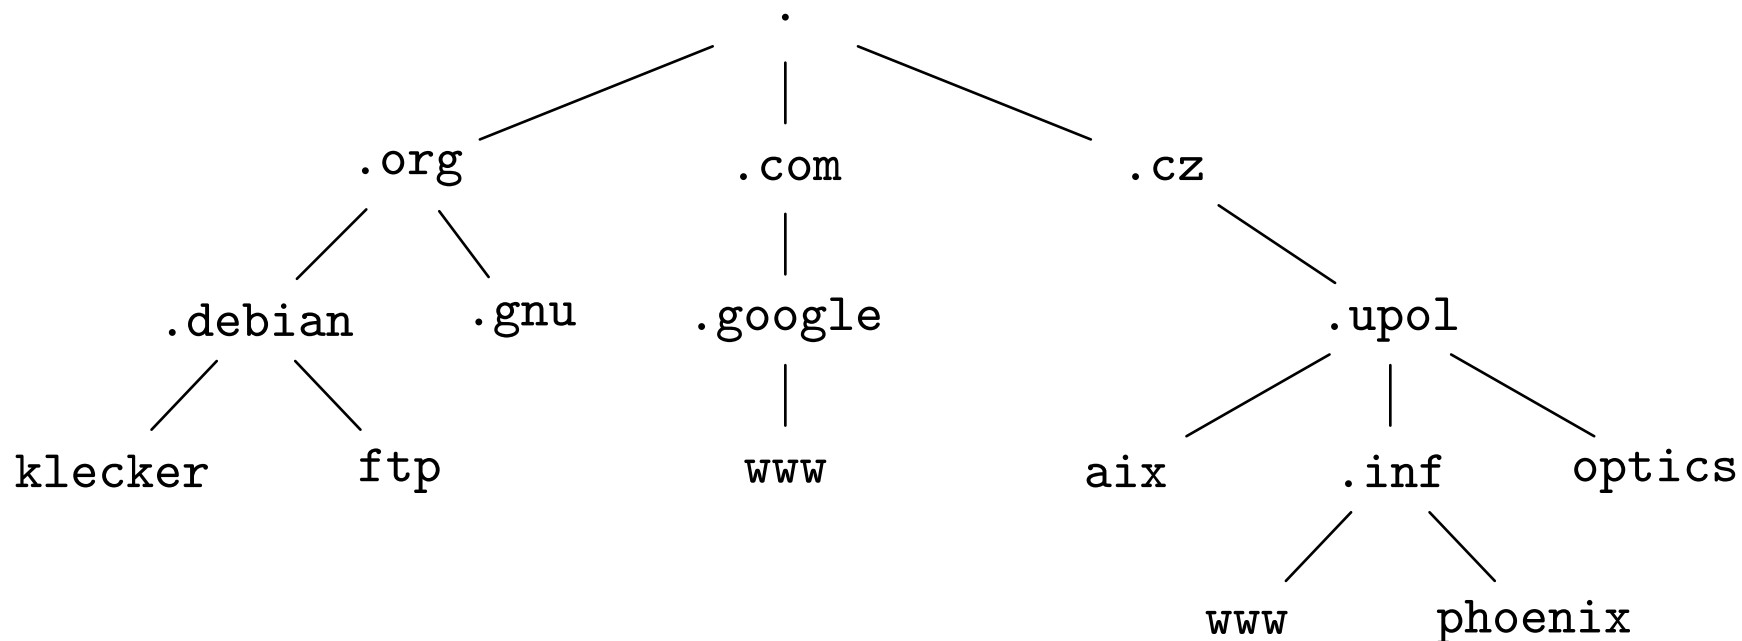 .
.org .com .cz
.debian .gnu .google .upol
klecker ftp www aix .inf optics
www phoenix